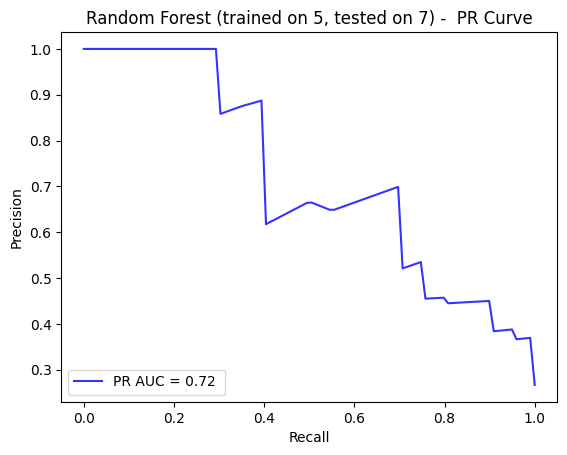 Random Forest (trained on 5, tested on 7) -  PR Curve
1.0
0.9
0.8
0.7
0.6
0.5
0.4
0.3
Precision
PR AUC = 0.72
0.0 0.2 0.4 0.6 0.8 1.0
Recall